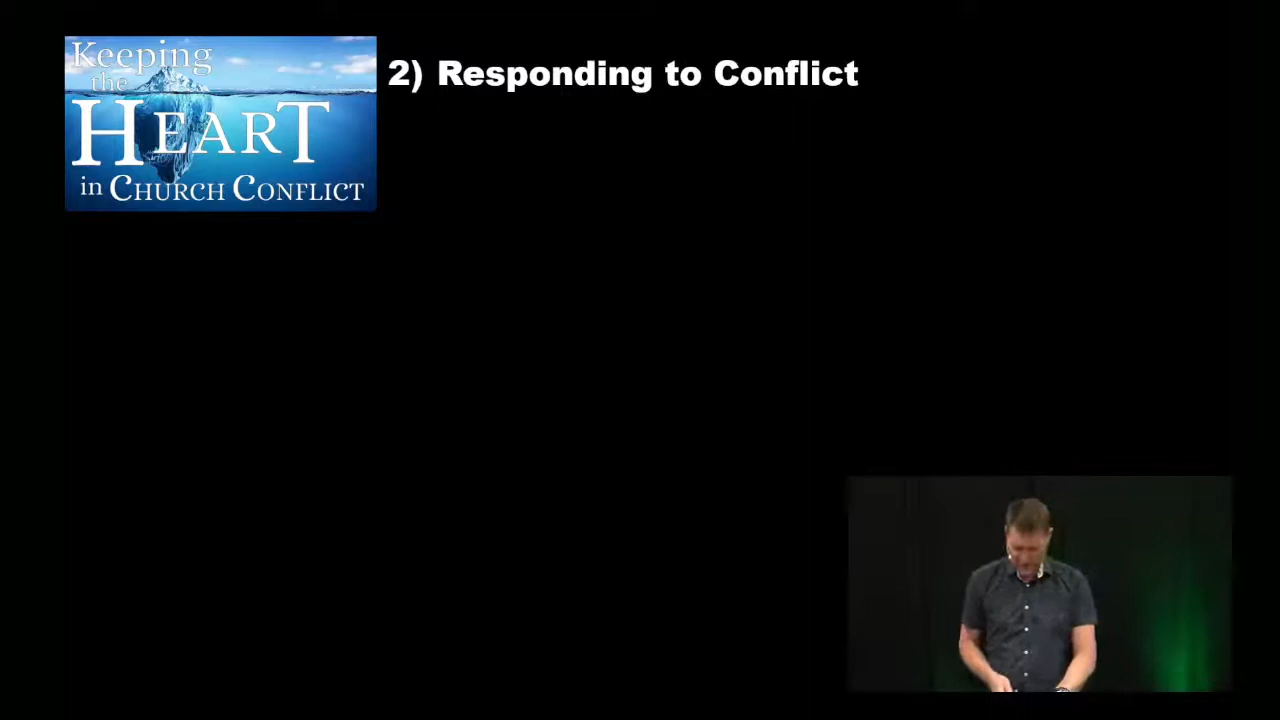 Keeping
the
HEART
in CHURCH CONFLICT
2) Responding to Conflict